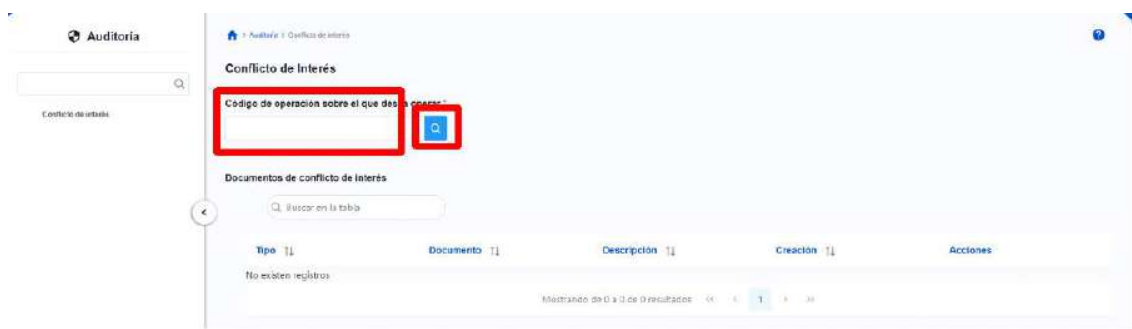 Auditoría
> Auditoría > Conflicto de interés
Conflicto de Interés
Código de operación sobre el que desea operar *
Conflicto de interés
Documentos de conflicto de interés
Buscar en la tabla
Tipo Documento Descripción Creación Acciones
No existen registros
Mostrando de 0 a 0 de 0 resultados << < 1 > >>